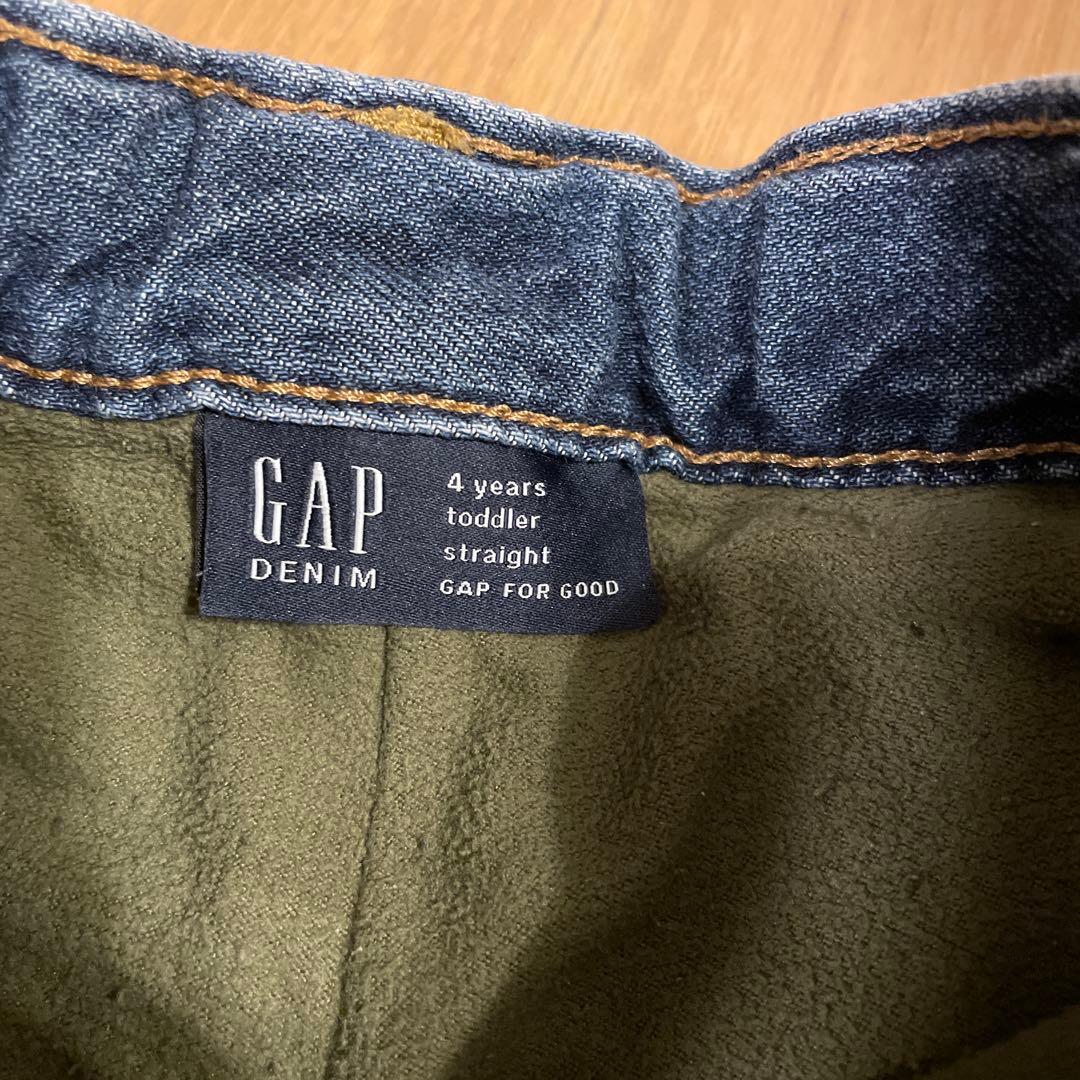 GAP
DENIM
4 years
toddler
straight
GAP FOR GOOD